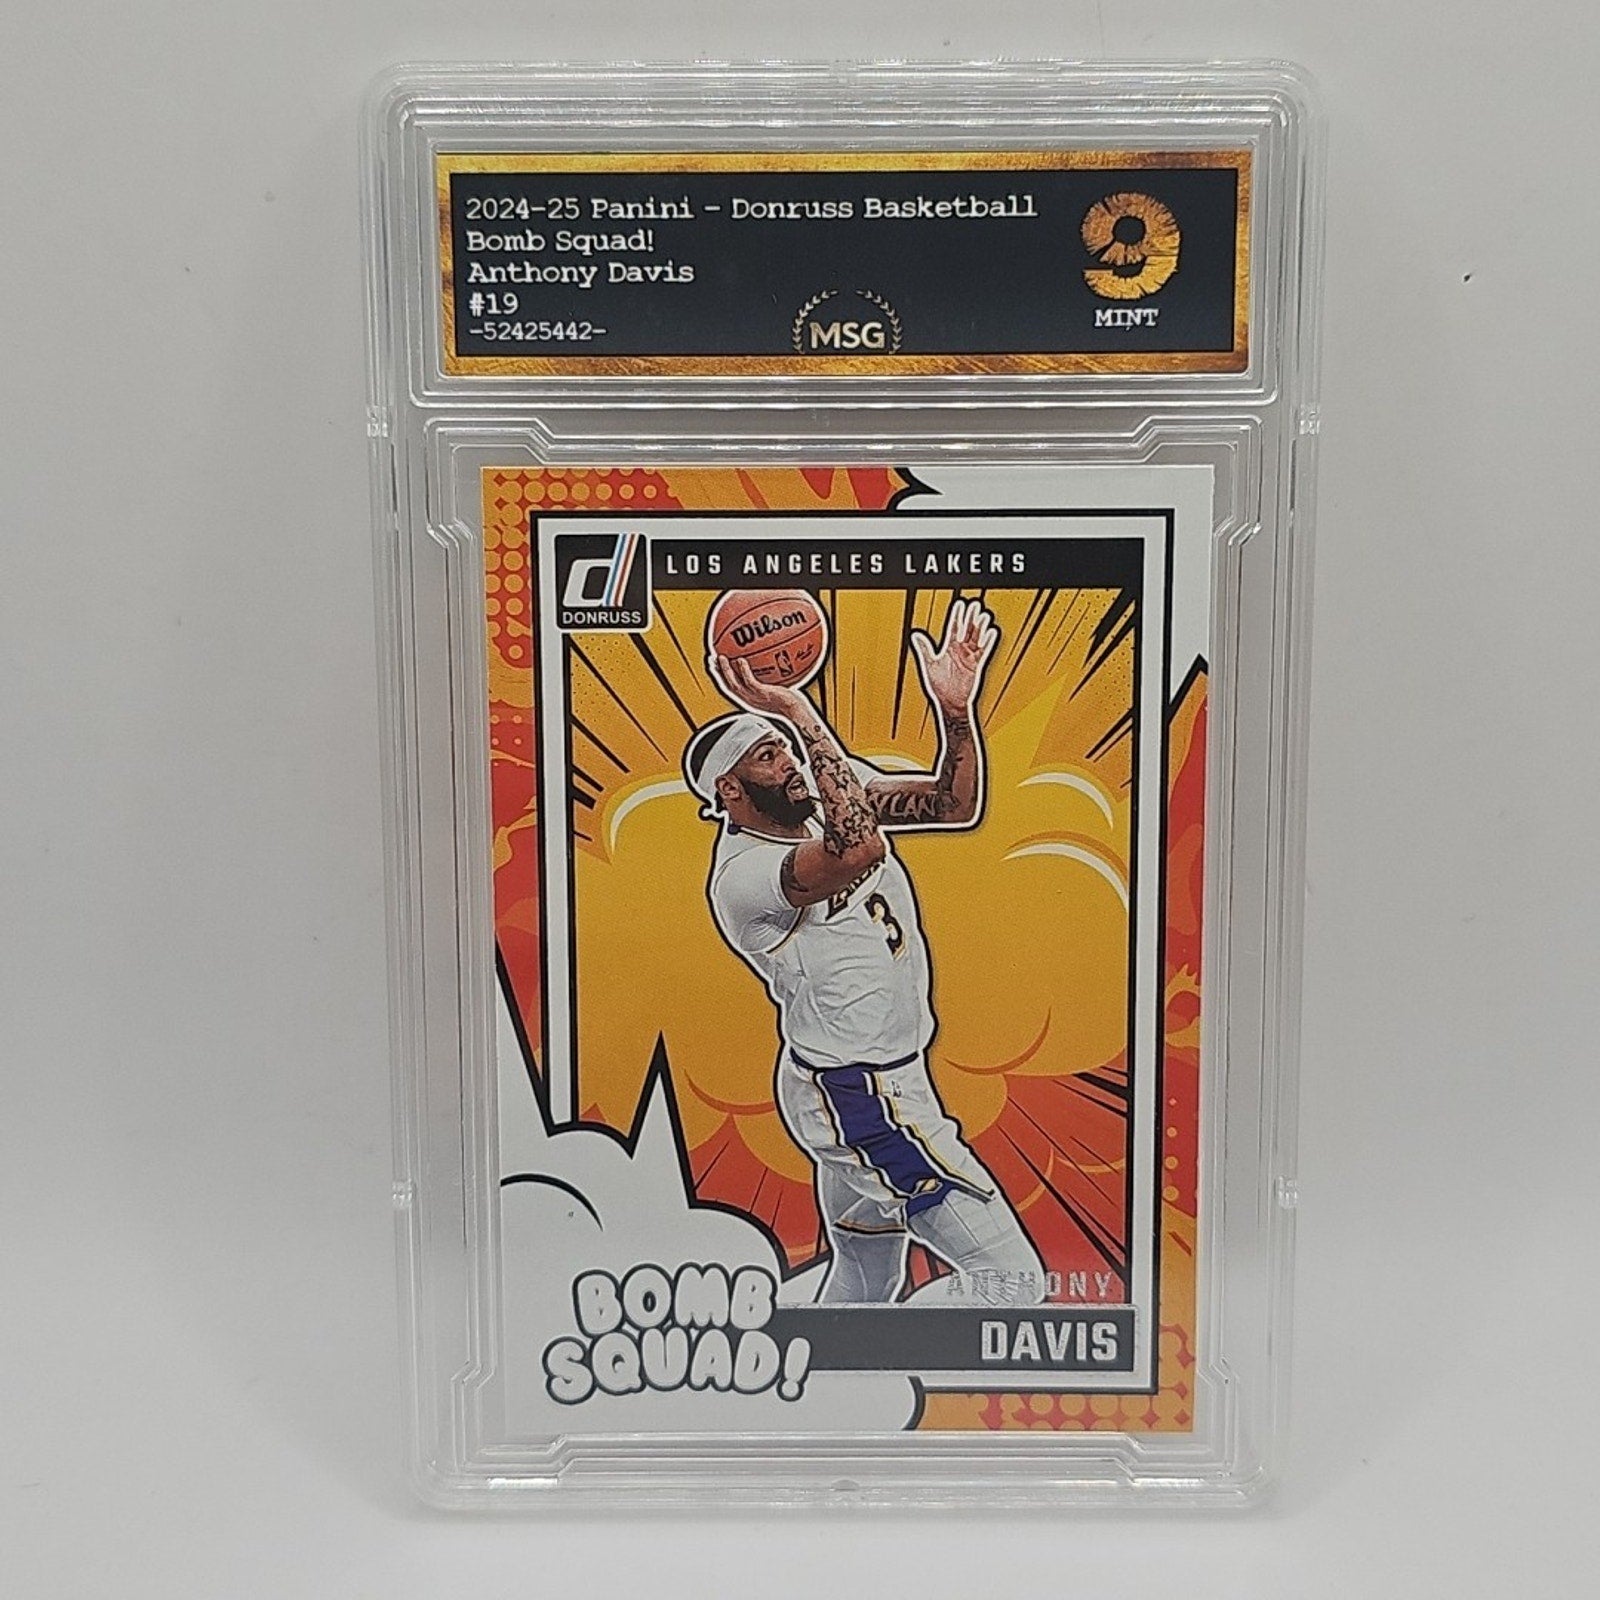 2024-25 Panini - Donruss Basketball
Bomb Squad!
Anthony Davis
#19
-52425442-
MSG
9
MINT
DONRUSS
LOS ANGELES LAKERS
Wilson
3
BOMB
SQUAD!
DAVIS